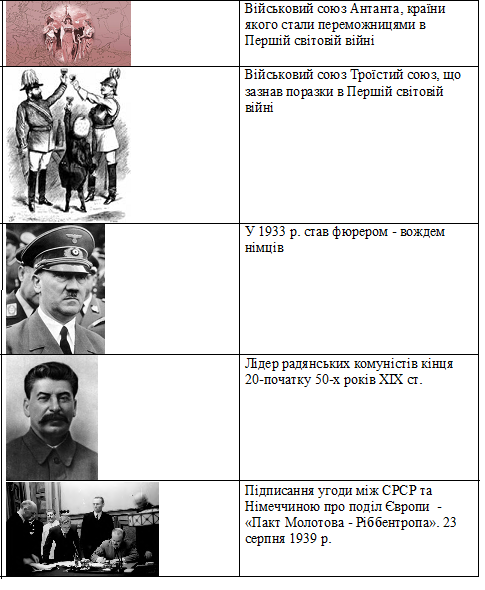 Військовий союз Антанта, країни
якого стали переможницями в
Першій світовій війні
Військовий союз Троїстий союз, що
зазнав поразки в Першій світовій
війні
У 1933 р. став фюрером - вождем
німців
Лідер радянських комуністів кінця
20-початку 50-х років XIX ст.
Підписання угоди між СРСР та
Німеччиною про поділ Європи -
«Пакт Молотова - Ріббентропа». 23
серпня 1939 р.